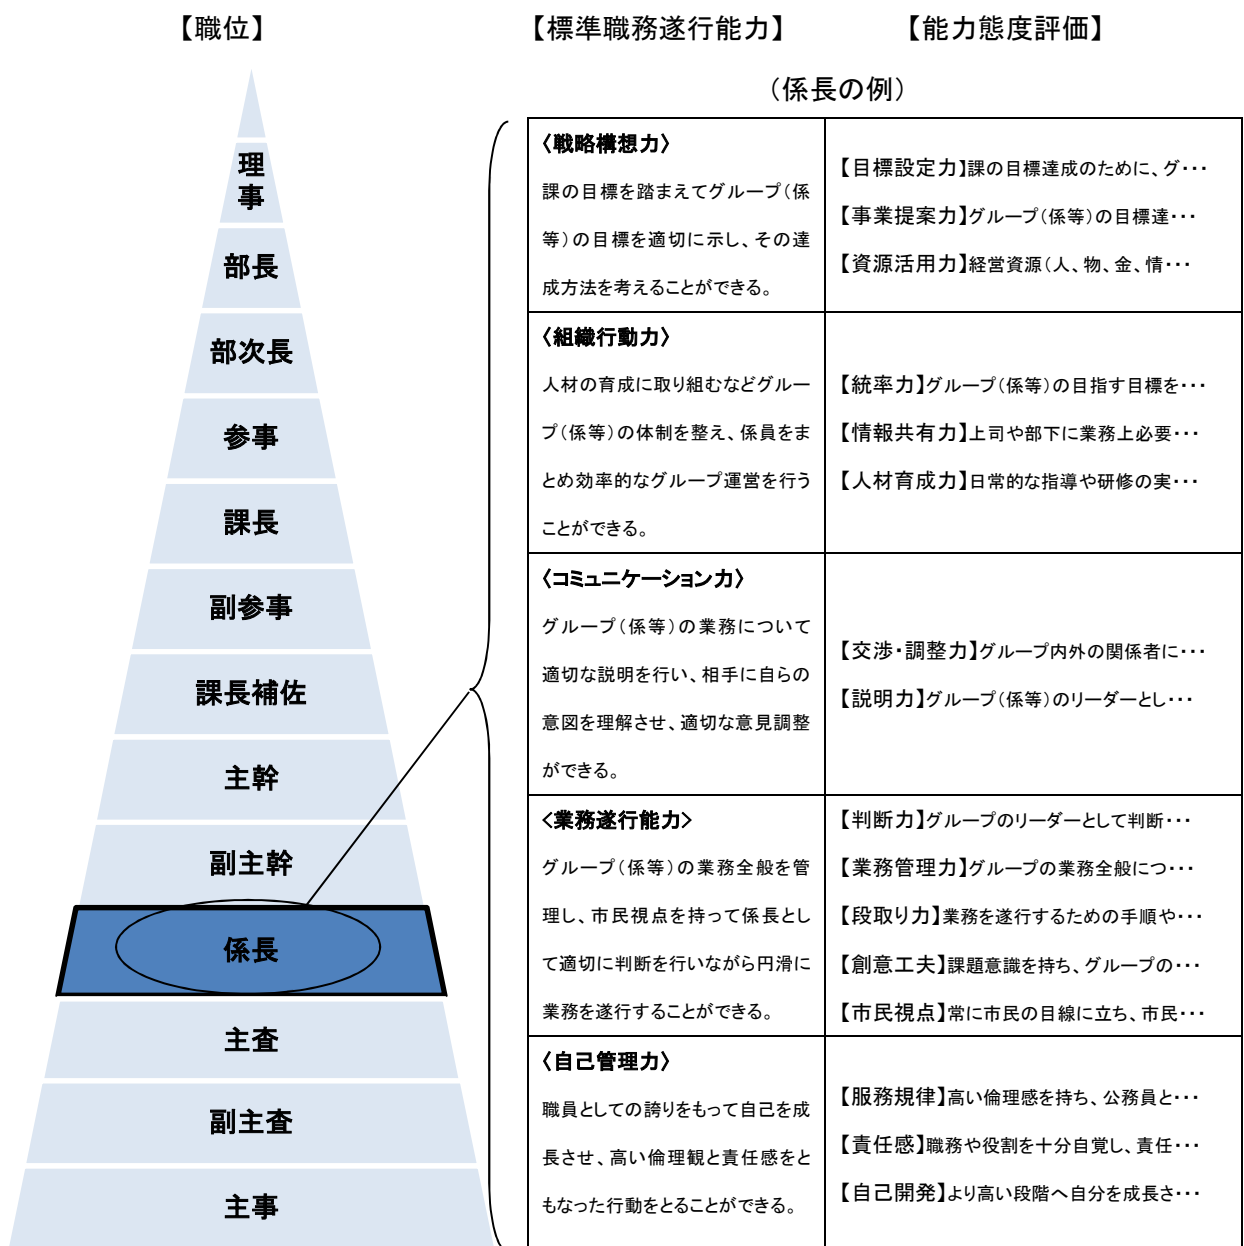 【職位】
【標準職務遂行能力】
【能力態度評価】
（係長の例）
理
事
部長
部次長
参事
課長
副参事
課長補佐
主幹
副主幹
係長
主査
副主査
主事
〈戦略構想力〉
課の目標を踏まえてグループ（係
等）の目標を適切に示し、その達
成方法を考えることができる。
【目標設定力】課の目標達成のために、グ・・・
【事業提案力】グループ（係等）の目標達・・・
【資源活用力】経営資源（人、物、金、情・・・
〈組織行動力〉
人材の育成に取り組むなどグルー
プ（係等）の体制を整え、係員をま
とめ効率的なグループ運営を行う
ことができる。
【統率力】グループ（係等）の目指す目標を・・・
【情報共有力】上司や部下に業務上必要・・・
【人材育成力】日常的な指導や研修の実・・・
〈コミュニケーション力〉
グループ（係等）の業務について
適切な説明を行い、相手に自らの
意図を理解させ、適切な意見調整
ができる。
【交渉・調整力】グループ内外の関係者に・・・
【説明力】グループ（係等）のリーダーとし・・・
<業務遂行能力>
グループ（係等）の業務全般を管
理し、市民視点を持って係長とし
て適切に判断を行いながら円滑に
業務を遂行することができる。
【判断力】グループのリーダーとして判断・・・
【業務管理力】グループの業務全般につ・・・
【段取り力】業務を遂行するための手順や・・・
【創意工夫】課題意識を持ち、グループの・・・
【市民視点】常に市民の目線に立ち、市民・・・
〈自己管理力〉
職員としての誇りをもって自己を成
長させ、高い倫理観と責任感をと
もなった行動をとることができる。
【服務規律】高い倫理感を持ち、公務員と・・・
【責任感】職務や役割を十分自覚し、責任・・・
【自己開発】より高い段階へ自分を成長さ・・・